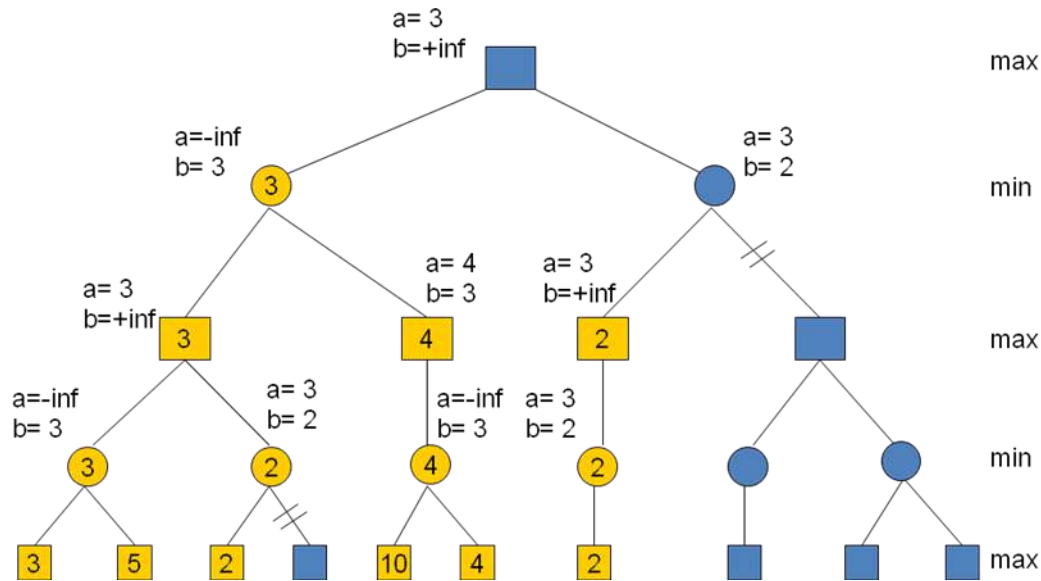 a= 3
b=+inf
max
a=-inf
b= 3
a= 3
b= 2
3
min
a= 3
b=+inf
a= 4
b= 3
a= 3
b=+inf
3
4
2
max
a=-inf
b= 3
a= 3
b= 2
a=-inf
b= 3
a= 3
b= 2
3
2
4
2
min
3
5
2
10
4
2
max